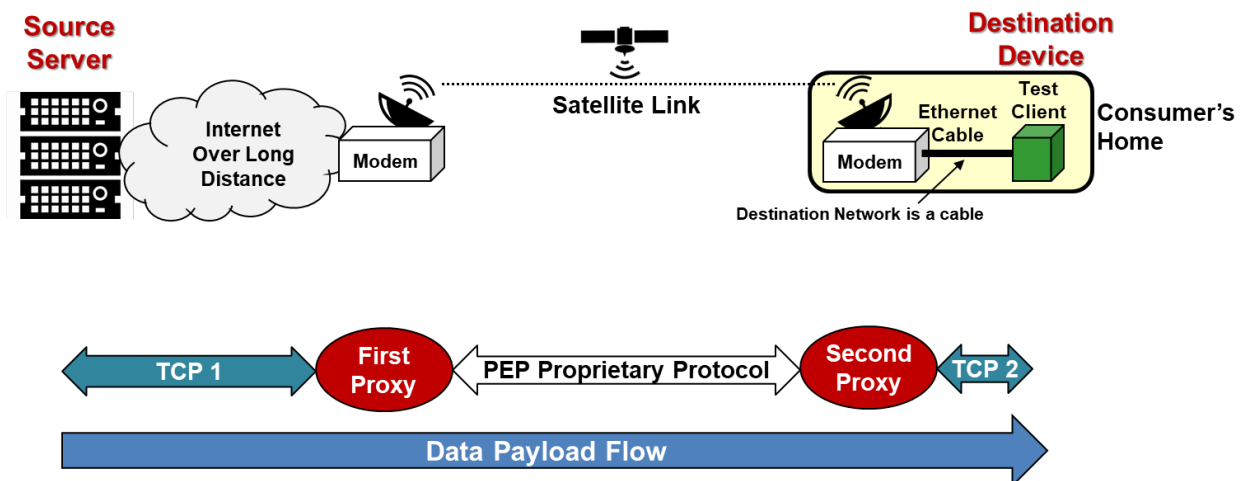 Source
Server
Internet
Over Long
Distance
Modem
Satellite Link
Destination
Device
Modem
Ethernet
Cable
Test
Client
Consumer's
Home
Destination Network is a cable
TCP 1
First
Proxy
PEP Proprietary Protocol
Second
Proxy
TCP 2
Data Payload Flow